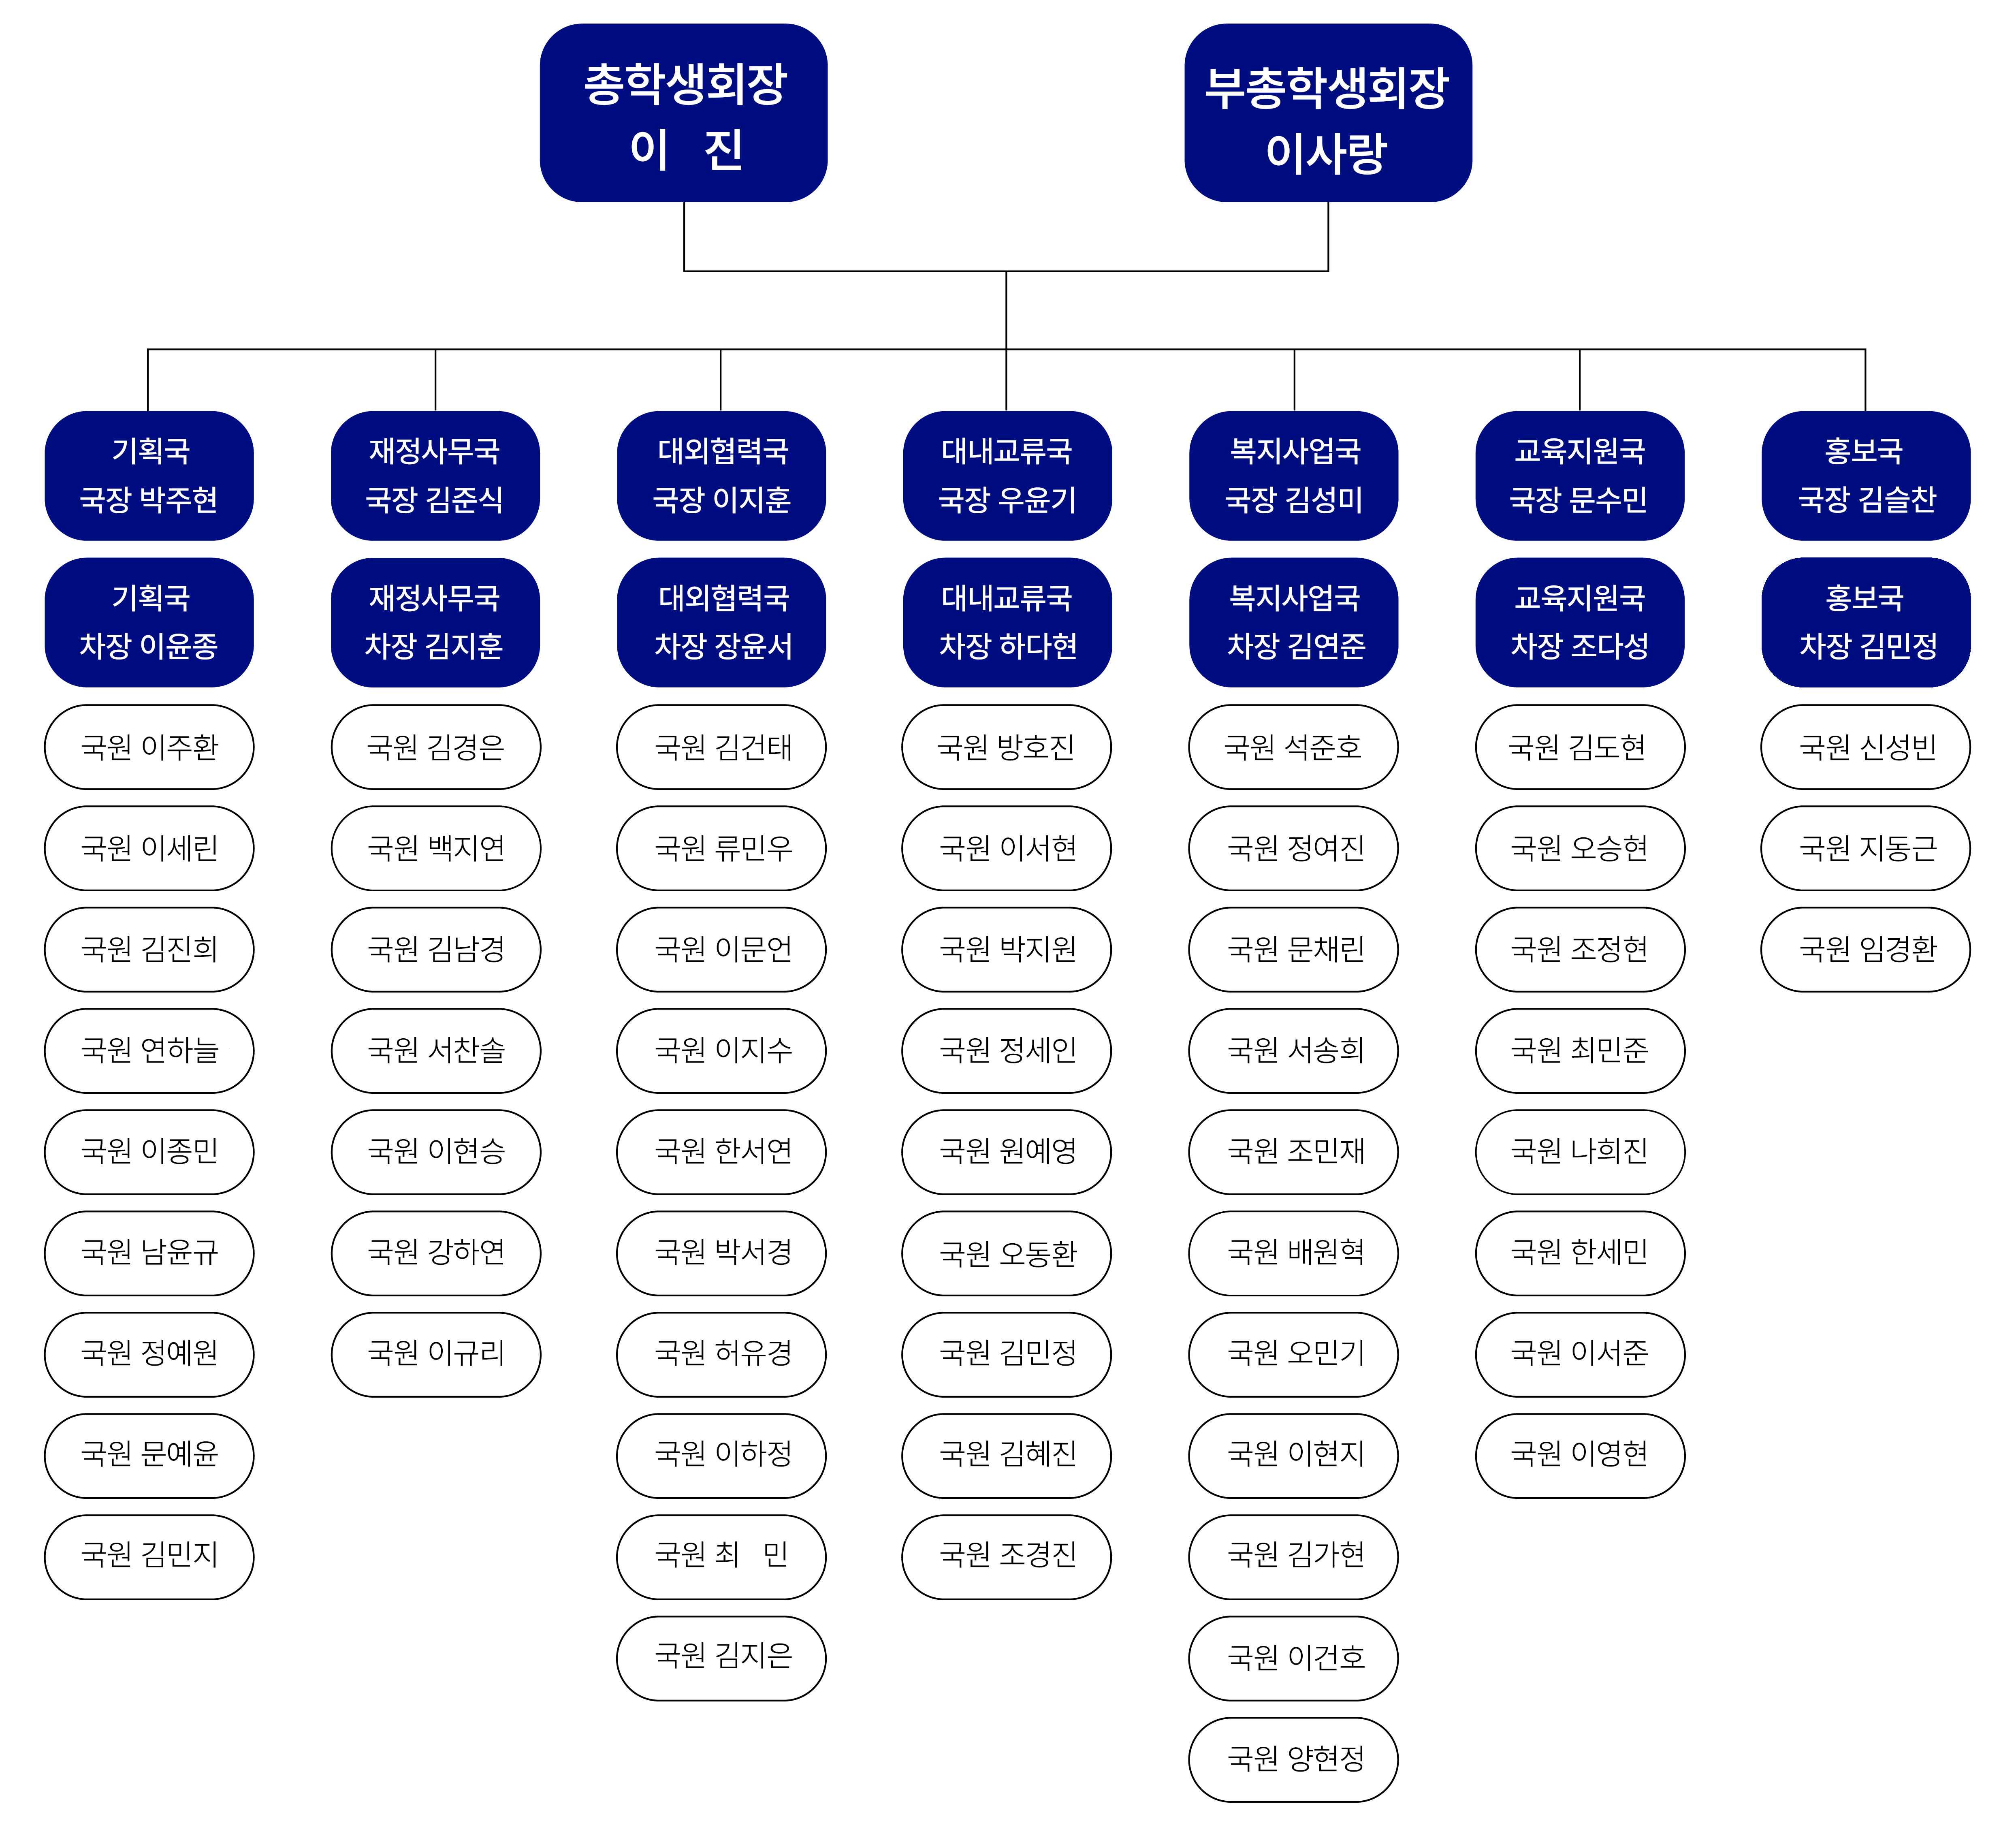 총학생회장
이 진
부총학생회장
이사랑
기획국
국장 박주현
재정사무국
국장 김준식
대외협력국
국장 이지훈
대내교류국
국장 우윤기
복지사업국
국장 김성미
교육지원국
국장 문수민
홍보국
국장 김슬찬
기획국
차장 이윤종
재정사무국
차장 김지훈
대외협력국
차장 장윤서
대내교류국
차장 하다현
복지사업국
차장 김연준
교육지원국
차장 조다성
홍보국
차장 김민정
국원 이주환
국원 김경은
국원 김건태
국원 방호진
국원 석준호
국원 김도현
국원 신성빈
국원 이세린
국원 백지연
국원 류민우
국원 이서현
국원 정여진
국원 오승현
국원 지동근
국원 김진희
국원 김남경
국원 이문언
국원 박지원
국원 문채린
국원 조정현
국원 임경환
국원 연하늘
국원 서찬솔
국원 이지수
국원 정세인
국원 서송희
국원 최민준
국원 이종민
국원 이현승
국원 한서연
국원 원예영
국원 조민재
국원 나희진
국원 남윤규
국원 강하연
국원 박서경
국원 오동환
국원 배원혁
국원 한세민
국원 정예원
국원 이규리
국원 허유경
국원 김민정
국원 오민기
국원 이서준
국원 문예윤
국원 이하정
국원 김혜진
국원 이현지
국원 이영현
국원 김민지
국원 최 민
국원 조경진
국원 김가현
국원 김지은
국원 이건호
국원 양현정